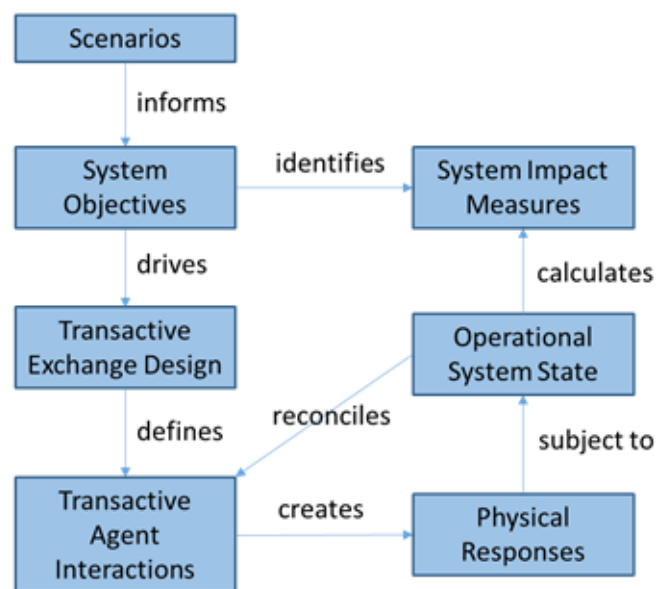 Scenarios
informs
System
Objectives
identifies
System Impact
Measures
drives
calculates
Transactive
Exchange Design
Operational
System State
defines
reconciles
subject to
Transactive
Agent
Interactions
creates
Physical
Responses